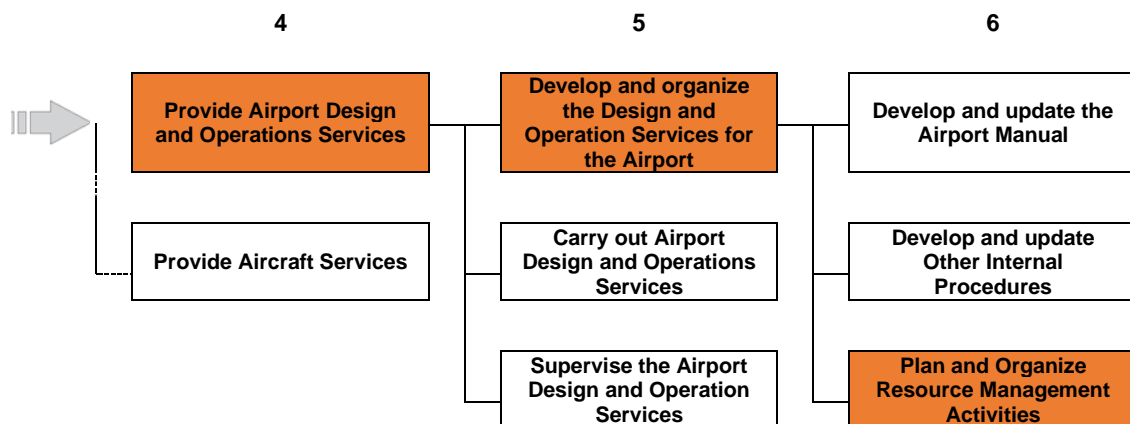 4
5
6
Provide Airport Design
and Operations Services
Develop and organize
the Design and
Operation Services for
the Airport
Develop and update the
Airport Manual
Provide Aircraft Services
Carry out Airport
Design and Operations
Services
Develop and update
Other Internal
Procedures
Supervise the Airport
Design and Operation
Services
Plan and Organize
Resource Management
Activities